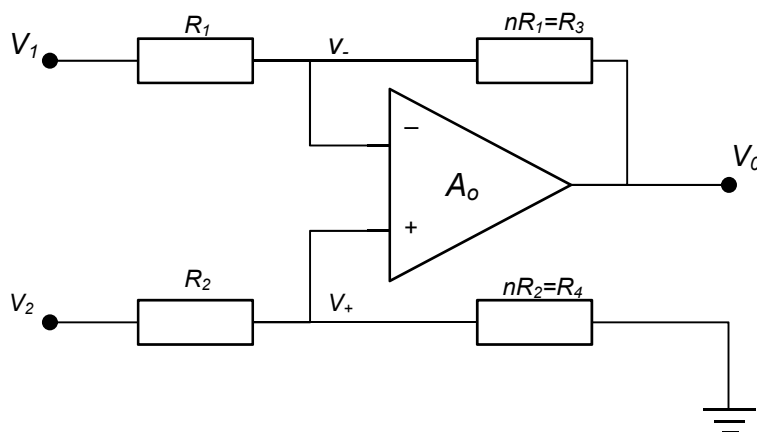 R1
nR1=R3
V1
v-
–
Ao
V0
+
R2
nR2=R4
V2
V+